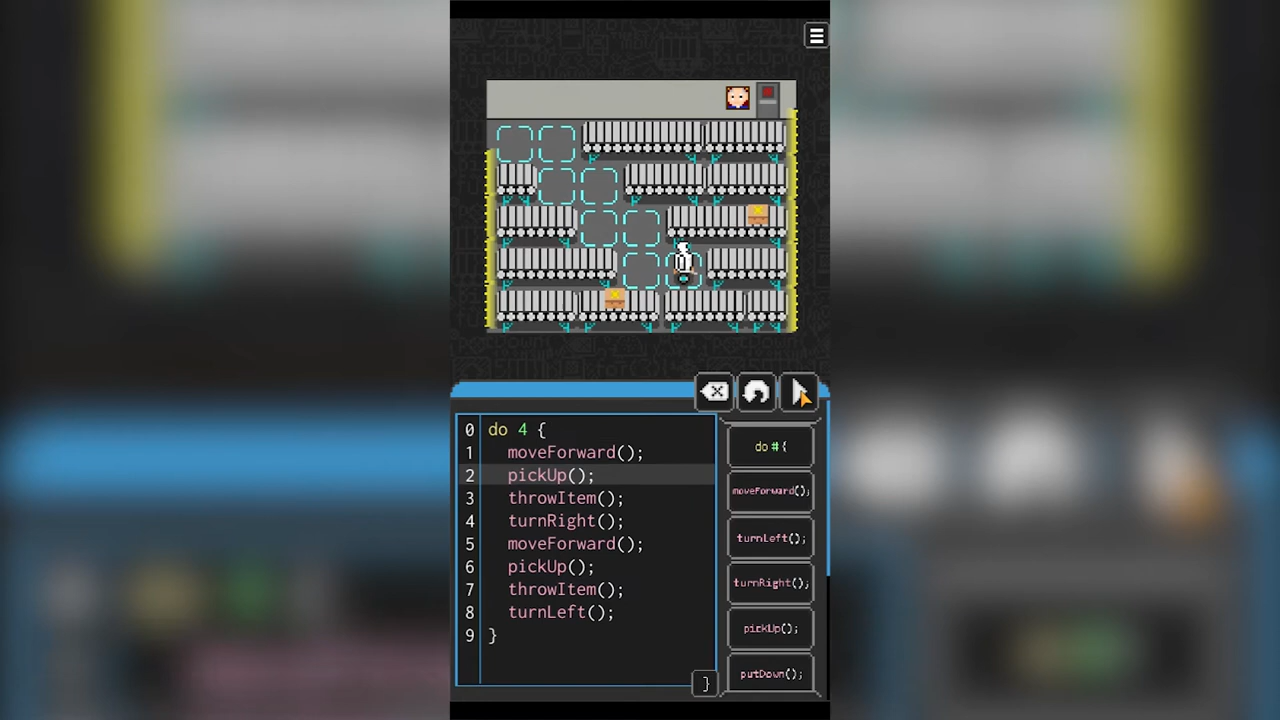 0 do 4 {
1 moveForward();
2 pickUp();
3 throwItem();
4 turnRight();
5 moveForward();
6 pickUp();
7 throwItem();
8 turnLeft();
9 }
}
do # {
moveForward();
turnLeft();
turnRight();
pickUp();
putDown();